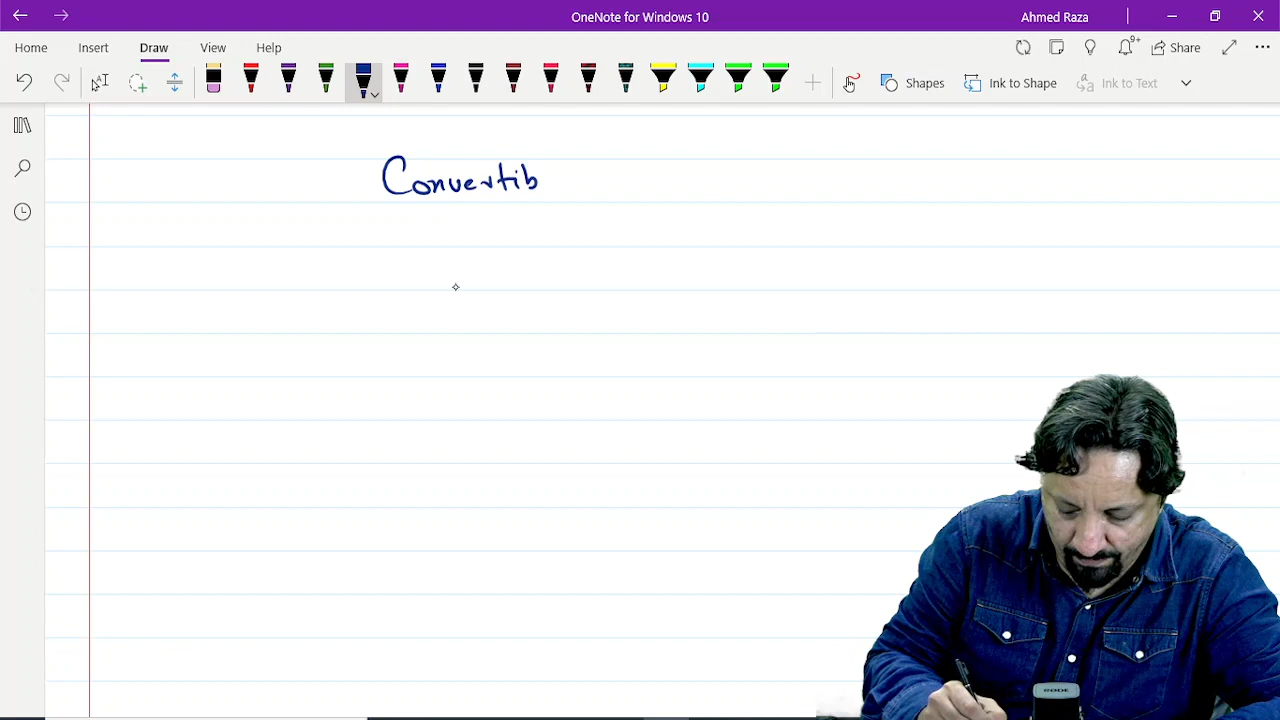 OneNote for Windows 10
Ahmed Raza
Home Insert Draw View Help
Share
Shapes Ink to Shape Ink to Text
Convertib
RODE